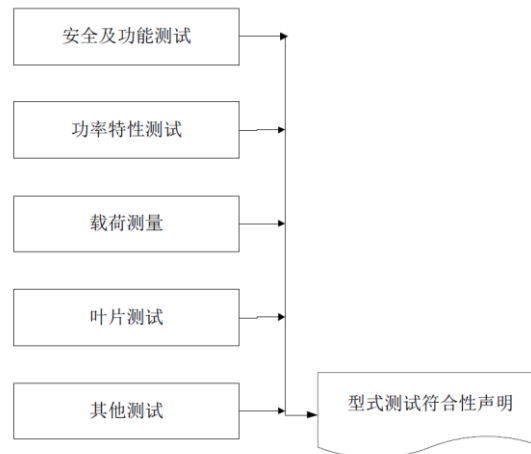 安全及功能测试
功率特性测试
载荷测量
叶片测试
其他测试
型式测试符合性声明